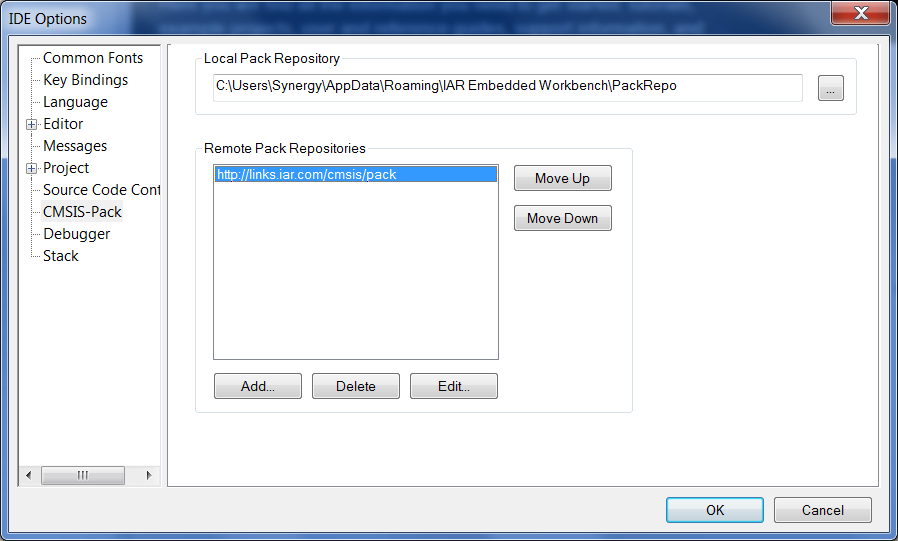 IDE Options
Common Fonts
Key Bindings
Language
Editor
Messages
Project
Source Code Cont
CMSIS-Pack
Debugger
Stack
Local Pack Repository
C:\Users\Synergy\AppData\Roaming\IAR Embedded Workbench\PackRepo
...
Remote Pack Repositories
http://links.iar.com/cmsis/pack
Move Up
Move Down
Add...
Delete
Edit...
OK
Cancel